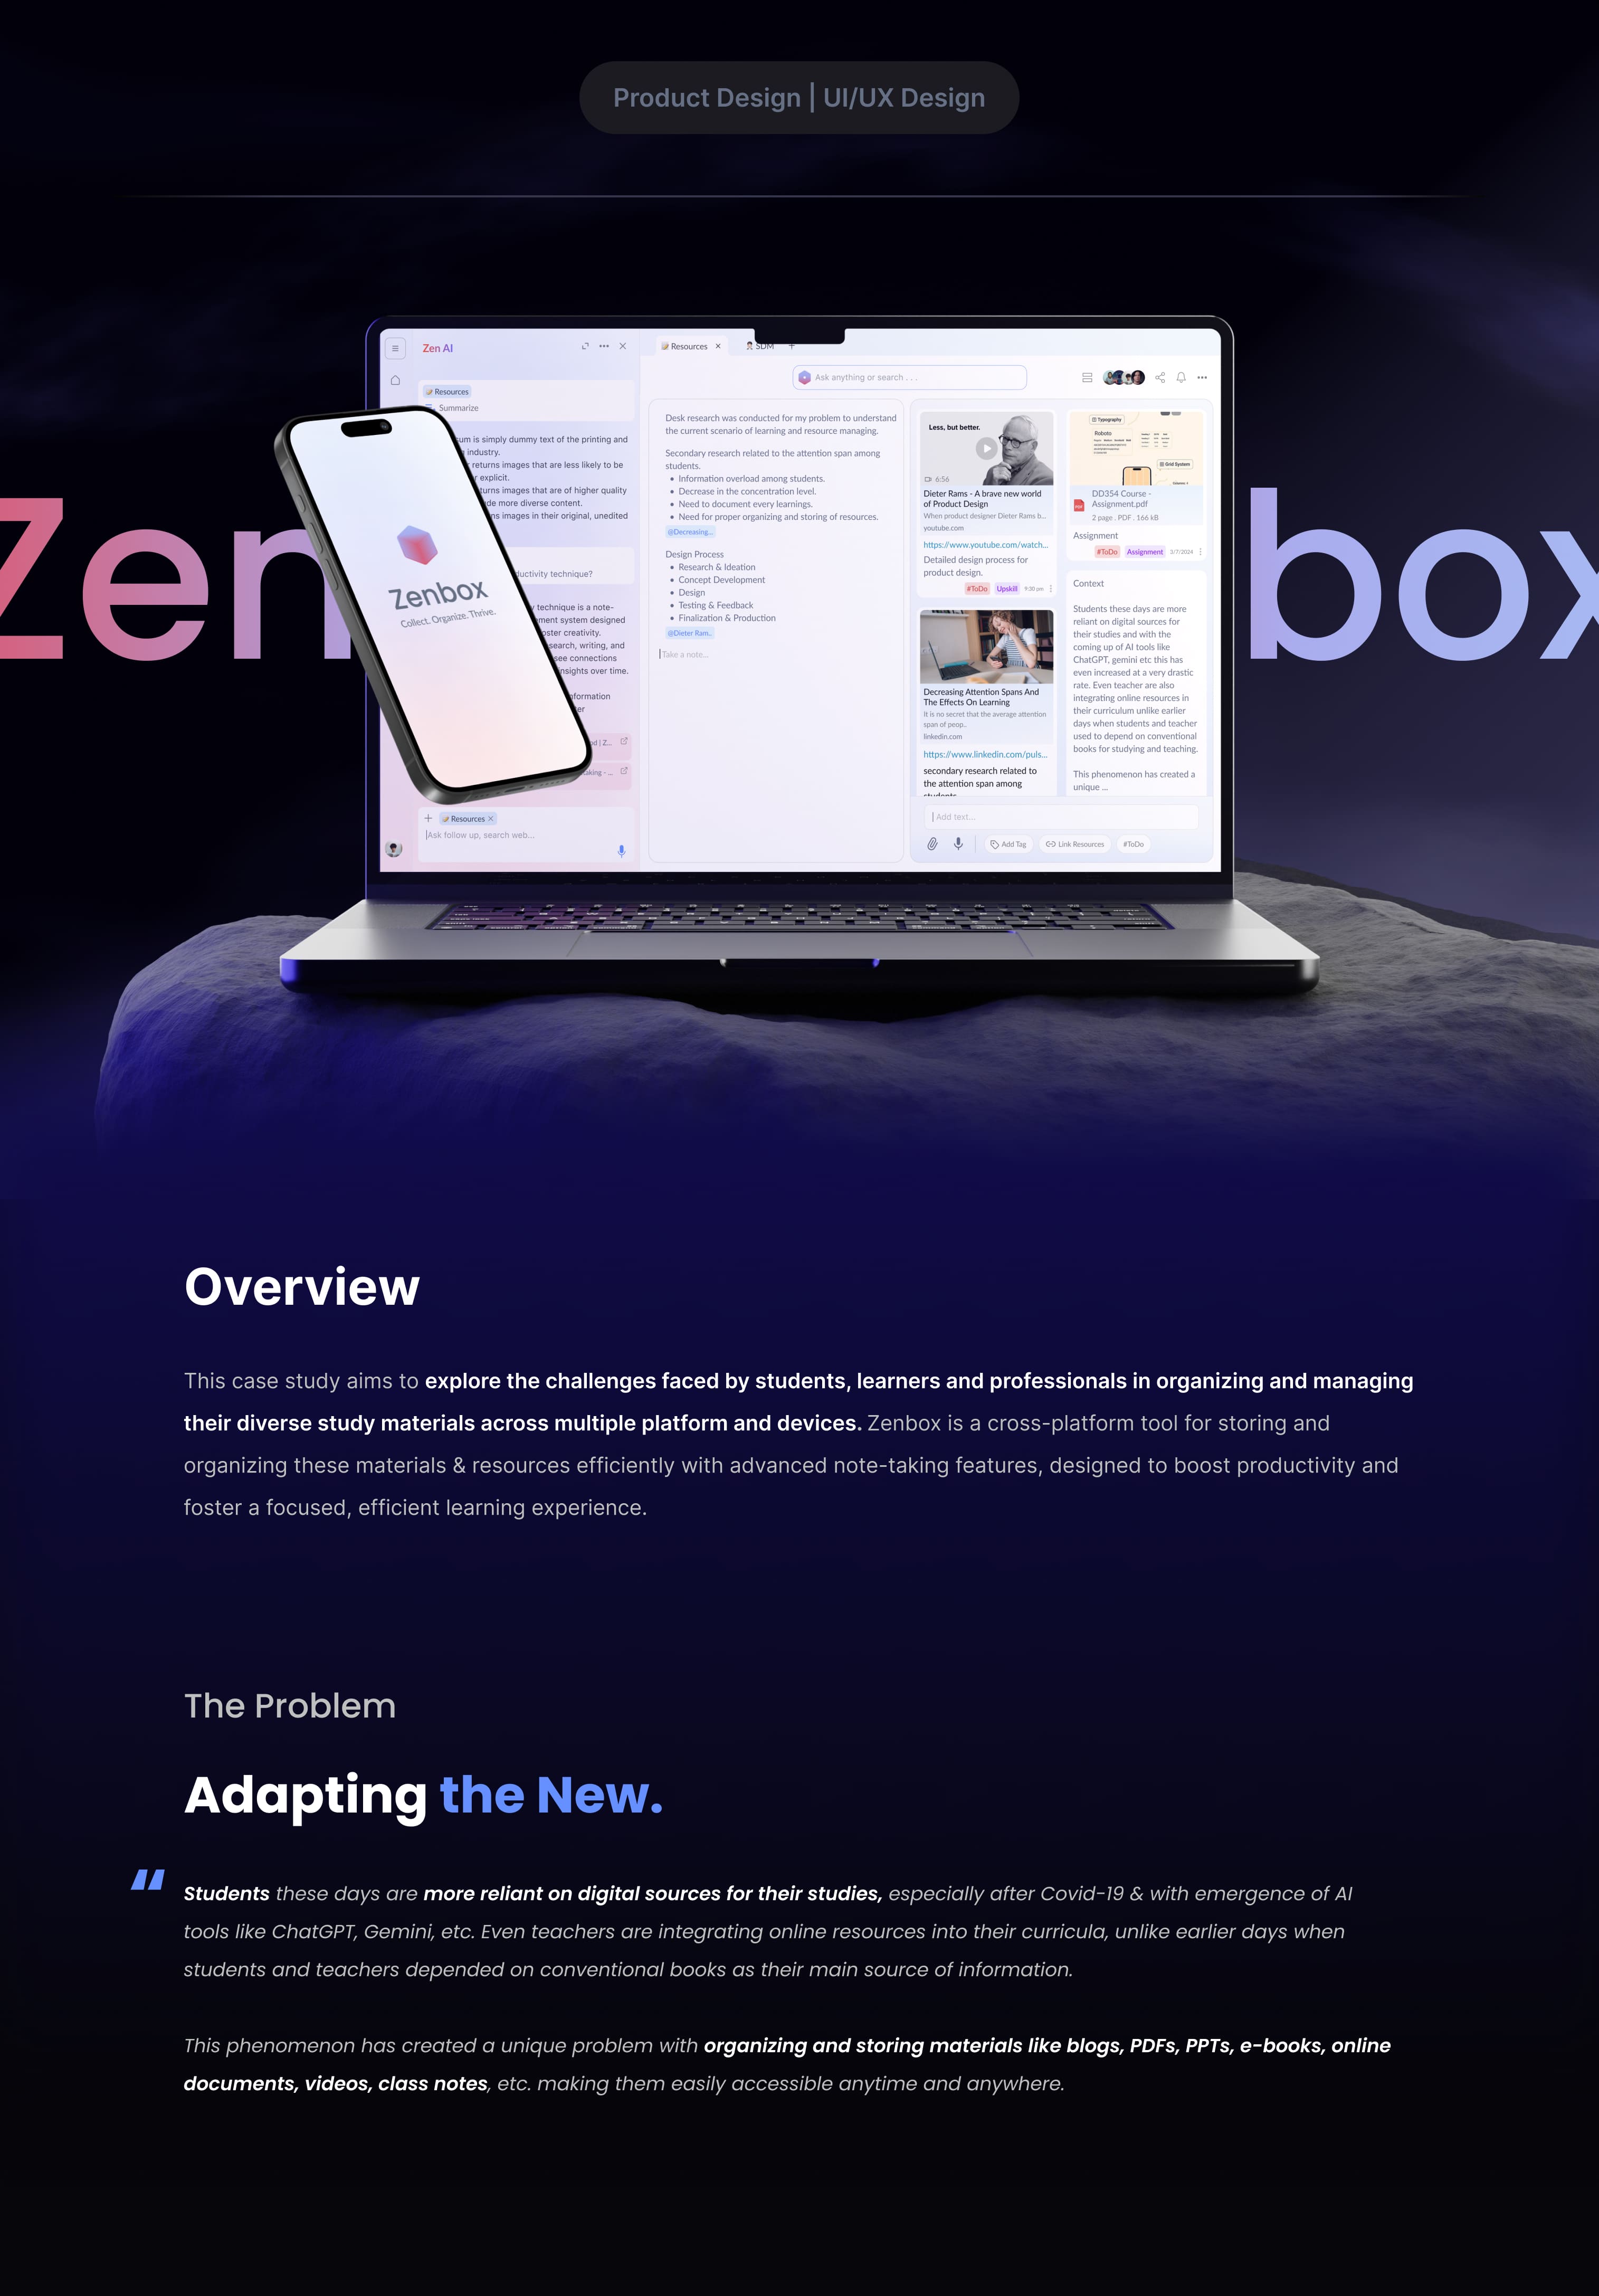 Product Design | UI/UX Design
Zen
box
Zen AI
Resources
Summarize
sum is simply dummy text of the printing and
industry.
returns images that are less likely to be
explicit.
turns images that are of higher quality
de more diverse content.
ns images in their original, unedited
ductivity technique?
technique is a note-
ment system designed
oster creativity.
search, writing, and
see connections
nsights over time.
nformation
er
od | Z...
aking - ...
Resources
Ask follow up, search web...
Zenbox
Collect. Organize. Thrive.
Resources
SDM
Ask anything or search . . .
Desk research was conducted for my problem to understand
the current scenario of learning and resource managing.
Secondary research related to the attention span among
students.
• Information overload among students.
• Decrease in the concentration level.
• Need to document every learnings.
• Need for proper organizing and storing of resources.
@Decreasing...
Design Process
• Research & Ideation
• Concept Development
• Design
• Testing & Feedback
• Finalization & Production
@Dieter Ram..
Take a note...
Less, but better.
6:56
Dieter Rams - A brave new world
of Product Design
When product designer Dieter Rams b...
youtube.com
https://www.youtube.com/watch...
Detailed design process for
product design.
#ToDo
Upskill
9:30 pm
Decreasing Attention Spans And
The Effects On Learning
It is no secret that the average attention
span of peop..
linkedin.com
https://www.linkedin.com/puls...
secondary research related to
the attention span among
students
Typography
Roboto
Grid System
PDF
DD354 Course -
Assignment.pdf
2 page . PDF . 166 kB
Assignment
#ToDo
Assignment
3/7/2024
Context
Students these days are more
reliant on digital sources for
their studies and with the
coming up of AI tools like
ChatGPT, gemini etc this has
even increased at a very drastic
rate. Even teacher are also
integrating online resources in
their curriculum unlike earlier
days when students and teacher
used to depend on conventional
books for studying and teaching.
This phenomenon has created a
unique ...
Add text...
Add Tag
Link Resources
#ToDo
Overview
This case study aims to explore the challenges faced by students, learners and professionals in organizing and managing
their diverse study materials across multiple platform and devices. Zenbox is a cross-platform tool for storing and
organizing these materials & resources efficiently with advanced note-taking features, designed to boost productivity and
foster a focused, efficient learning experience.
The Problem
Adapting the New.
“
Students these days are more reliant on digital sources for their studies, especially after Covid-19 & with emergence of AI
tools like ChatGPT, Gemini, etc. Even teachers are integrating online resources into their curricula, unlike earlier days when
students and teachers depended on conventional books as their main source of information.
This phenomenon has created a unique problem with organizing and storing materials like blogs, PDFs, PPTs, e-books, online
documents, videos, class notes, etc. making them easily accessible anytime and anywhere.